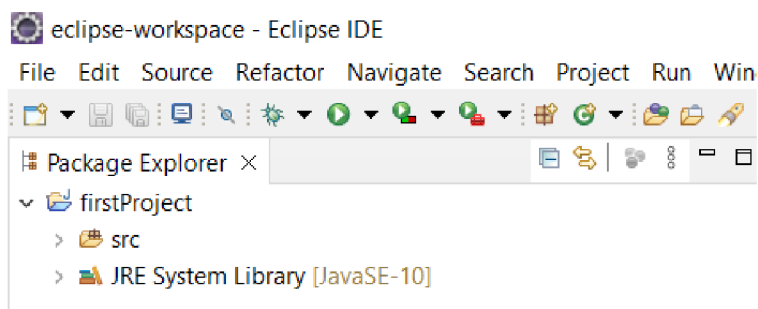 eclipse-workspace - Eclipse IDE
File Edit Source Refactor Navigate Search Project Run Win
Package Explorer
firstProject
src
JRE System Library [JavaSE-10]